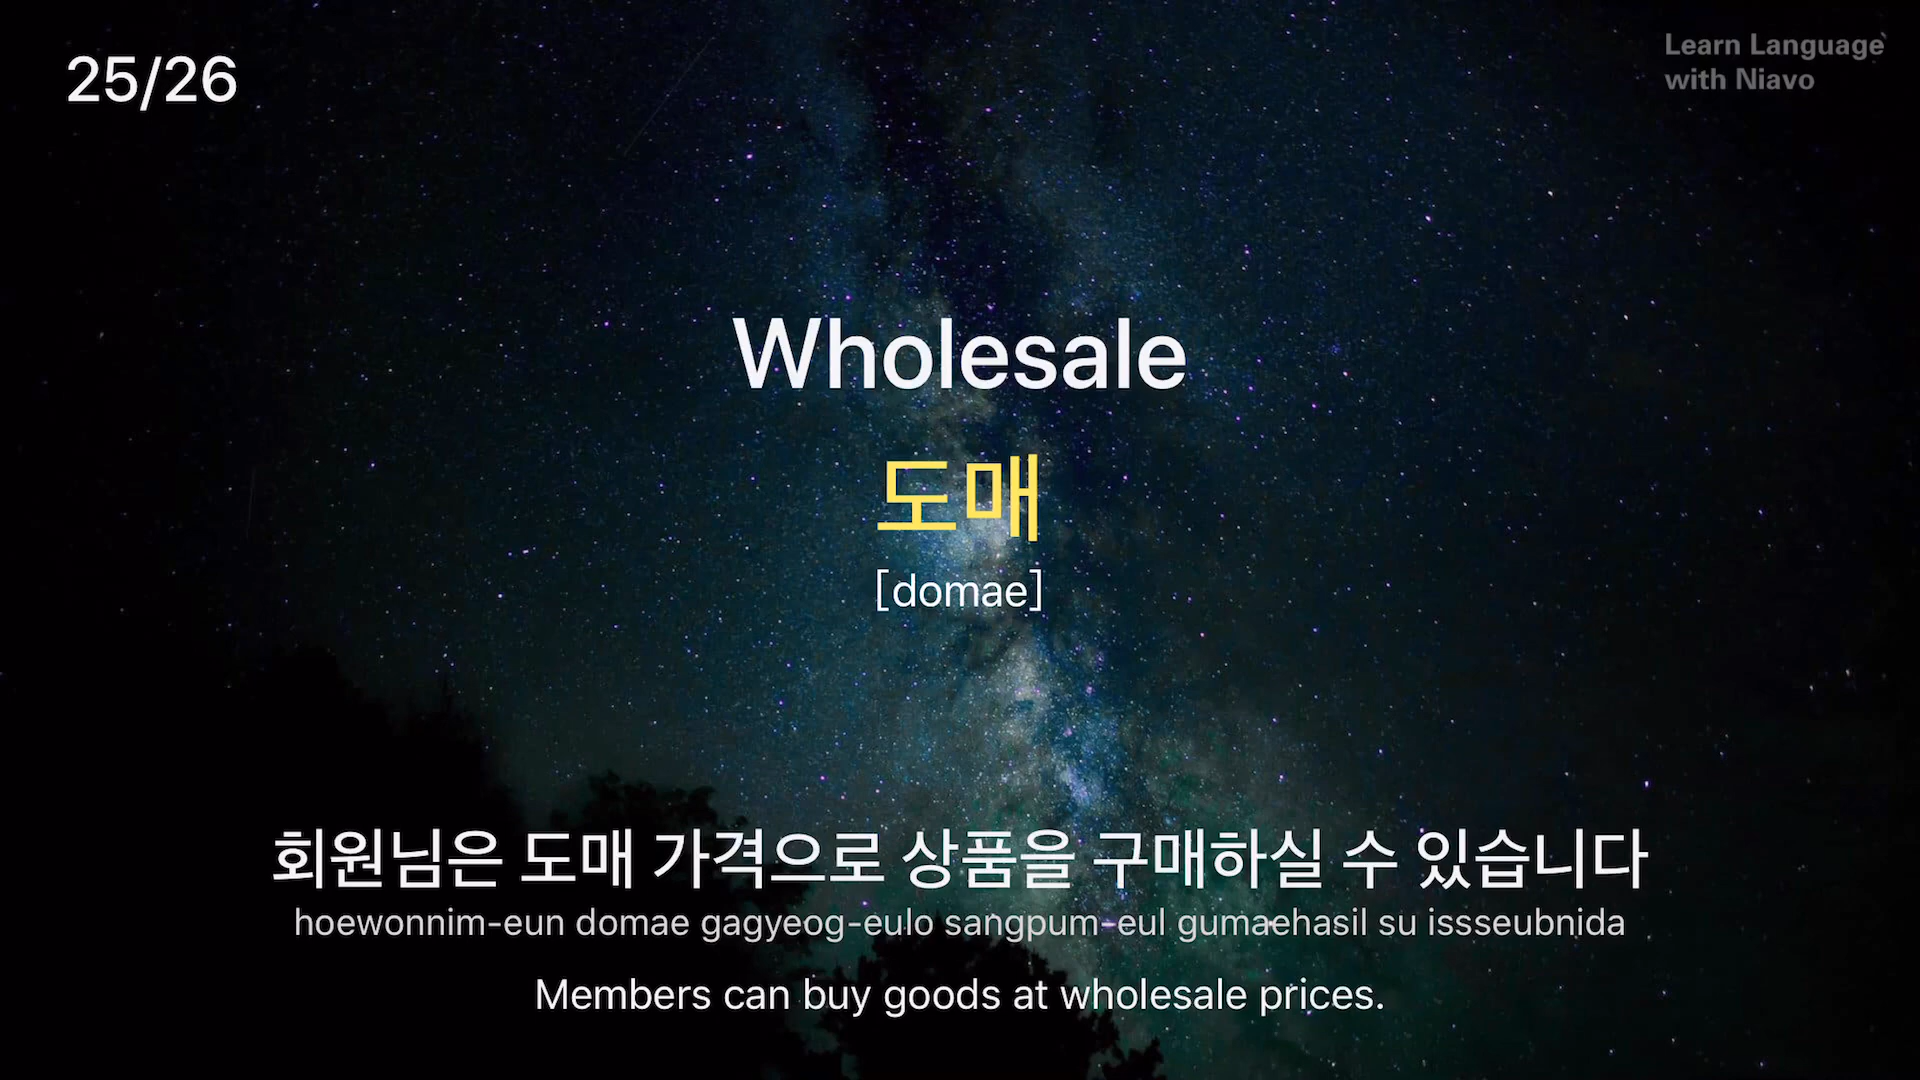 25/26
Learn Language
with Niavo
Wholesale
도매
[domae]
회원님은 도매 가격으로 상품을 구매하실 수 있습니다
hoewonnim-eun domae gagyeog-eulo sangpum-eul gumaehasil su issseubnida
Members can buy goods at wholesale prices.